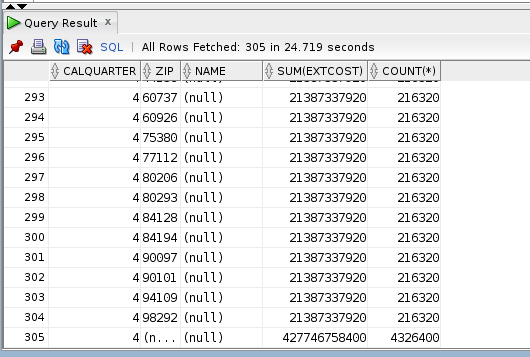 Query Result x
SQL | All Rows Fetched: 305 in 24.719 seconds
CALQUARTER ZIP NAME SUM(EXTCOST) COUNT(*)
293 4 60737 (null) 21387337920 216320
294 4 60926 (null) 21387337920 216320
295 4 75380 (null) 21387337920 216320
296 4 77112 (null) 21387337920 216320
297 4 80206 (null) 21387337920 216320
298 4 80293 (null) 21387337920 216320
299 4 84128 (null) 21387337920 216320
300 4 84194 (null) 21387337920 216320
301 4 90097 (null) 21387337920 216320
302 4 90101 (null) 21387337920 216320
303 4 94109 (null) 21387337920 216320
304 4 98292 (null) 21387337920 216320
305 4 (n... (null) 427746758400 4326400